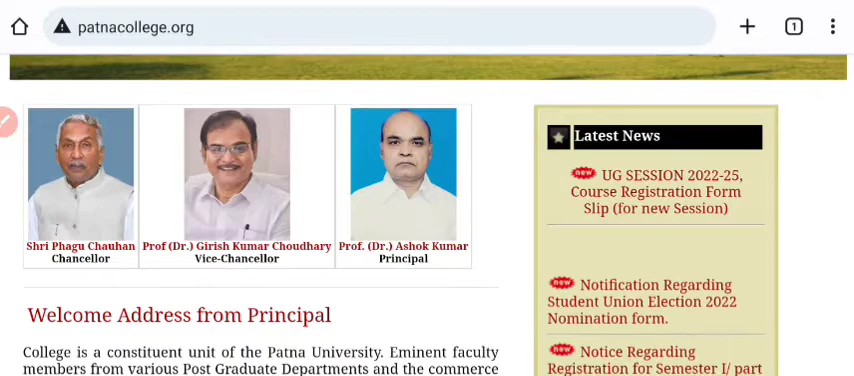 patnacollege.org
1
Shri Phagu Chauhan
Chancellor
Prof (Dr.) Girish Kumar Choudhary
Vice-Chancellor
Prof. (Dr.) Ashok Kumar
Principal
Welcome Address from Principal
College is a constituent unit of the Patna University. Eminent faculty
members from various Post Graduate Departments and the commerce
Latest News
new UG SESSION 2022-25,
Course Registration Form
Slip (for new Session)
new Notification Regarding
Student Union Election 2022
Nomination form.
new Notice Regarding
Registration for Semester I/ part